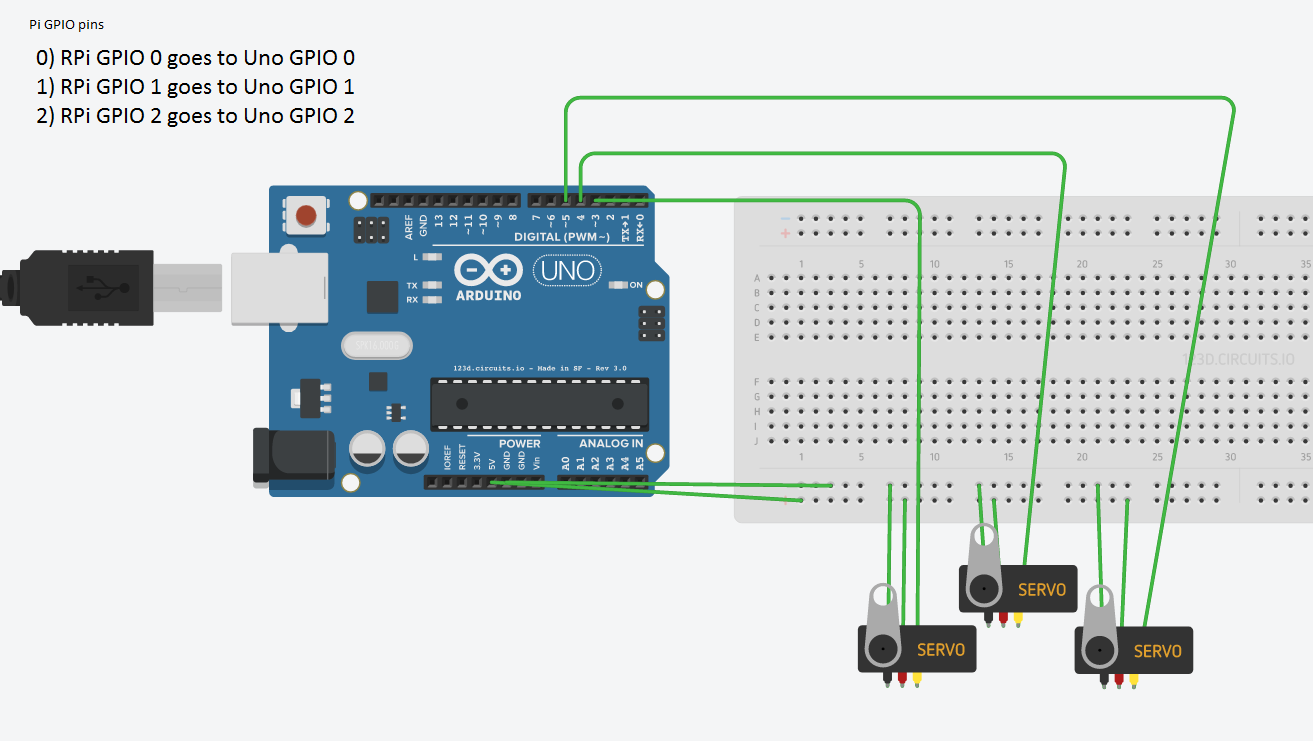 Pi GPIO pins
0) RPi GPIO 0 goes to Uno GPIO 0
1) RPi GPIO 1 goes to Uno GPIO 1
2) RPi GPIO 2 goes to Uno GPIO 2
AREF GND 13 12 ~11 ~10 ~9 8 7 ~6 ~5 4 ~3 2 TX→1 RX←0
DIGITAL (PWM~)
L
TX
RX
UNO
ARDUINO
ON
123d.circuits.io - Made in SF - Rev 3.0
POWER
ANALOG IN
IOREF RESET 3.3V 5V GND GND Vin A0 A1 A2 A3 A4 A5
- 
+
1 5 10 15 20 25 30 35
A
B
C
D
E
123D.CIRCUITS.IO
F
G
H
I
J
1 5 10 15 20 25 30 35
SERVO
SERVO
SERVO